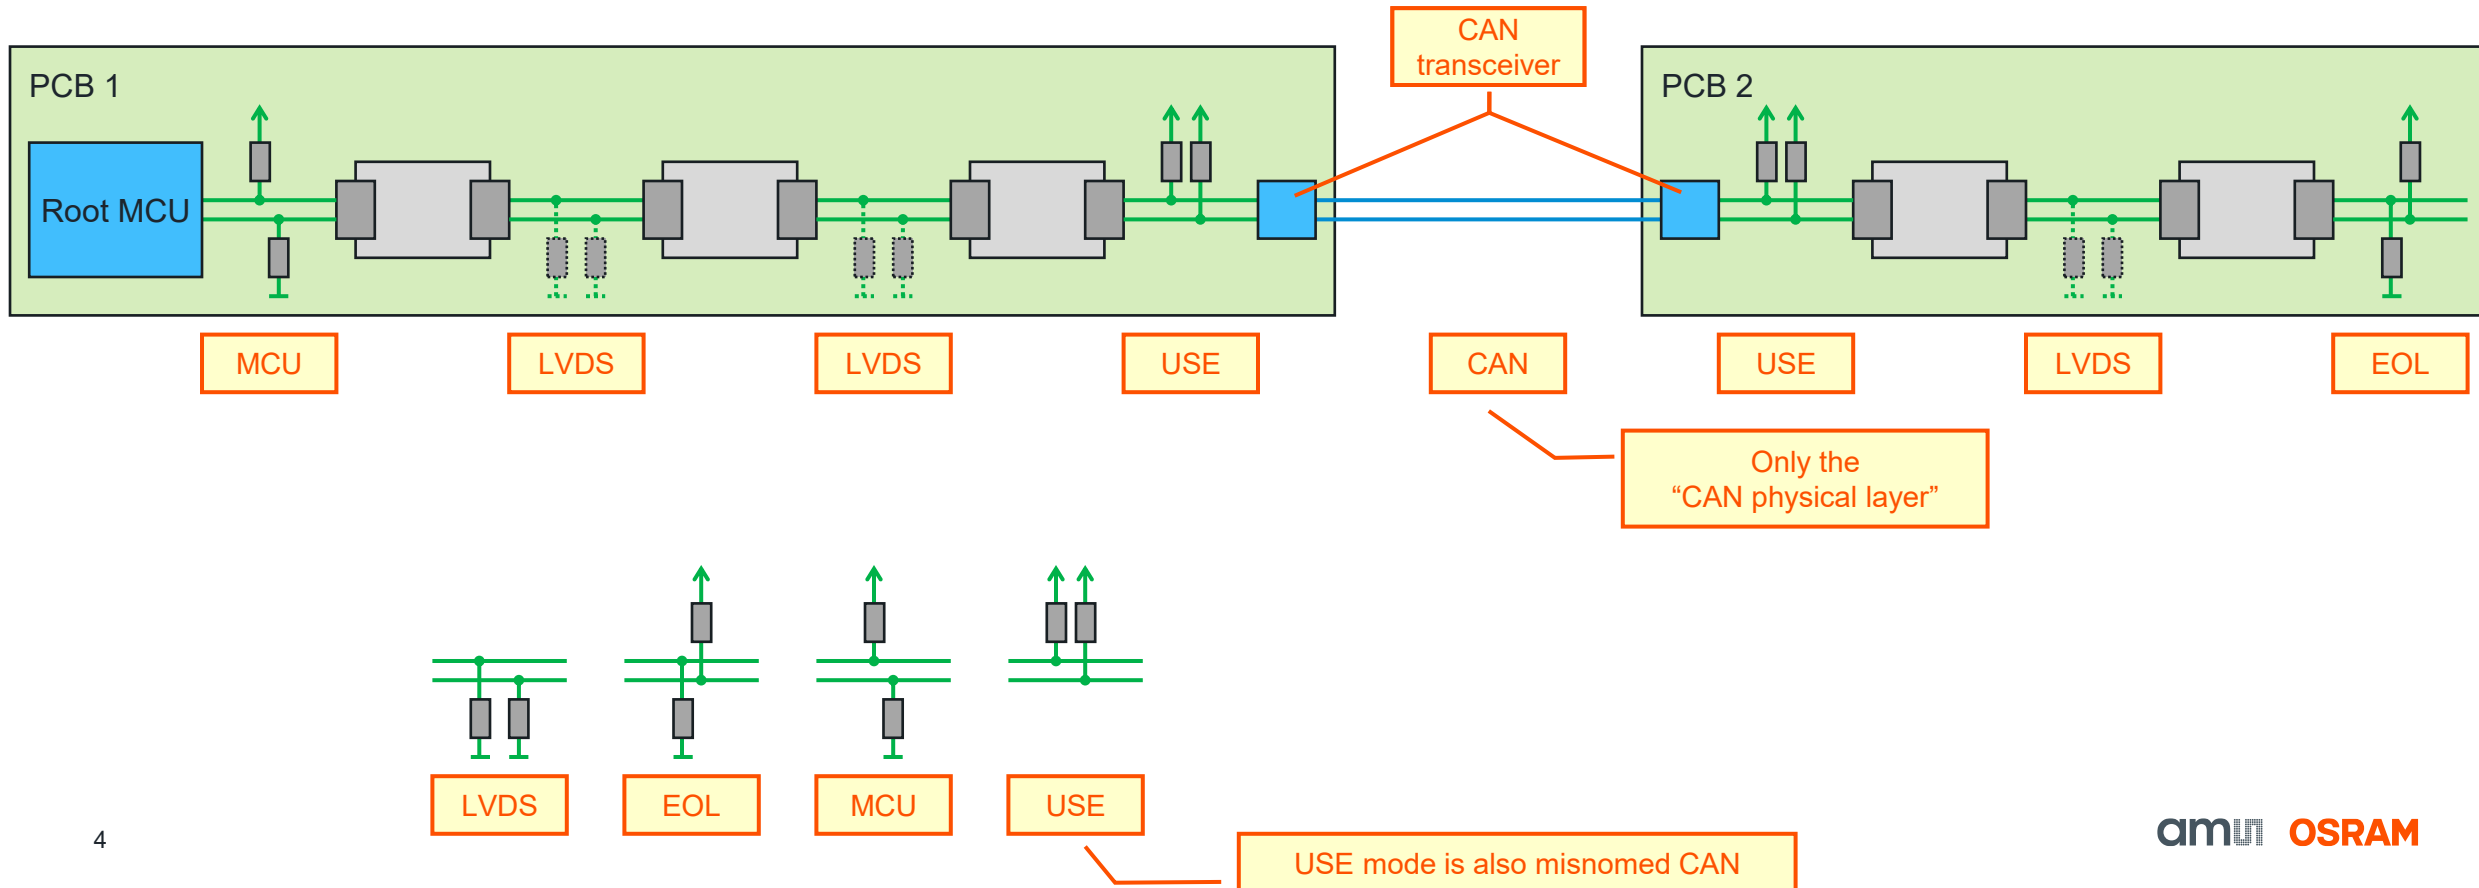 CAN
transceiver
PCB 1
PCB 2
Root MCU
MCU
LVDS
LVDS
USE
CAN
USE
LVDS
EOL
Only the
“CAN physical layer”
LVDS
EOL
MCU
USE
USE mode is also misnomed CAN
4
amu OSRAM